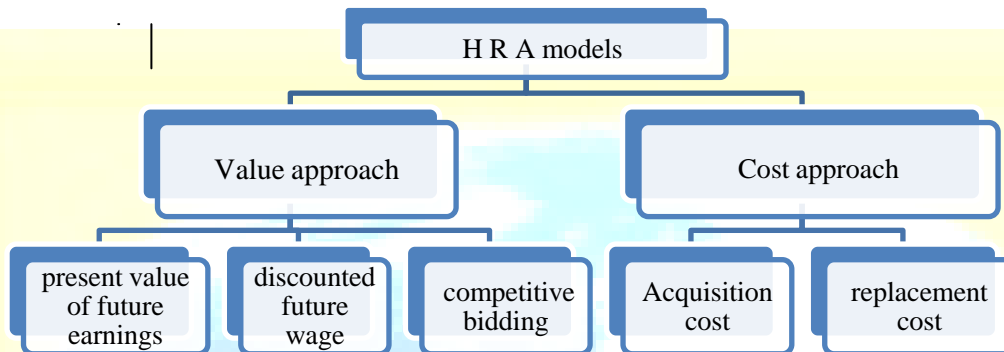 H R A models
Value approach
Cost approach
present value
of future
earnings
discounted
future
wage
competitive
bidding
Acquisition
cost
replacement
cost